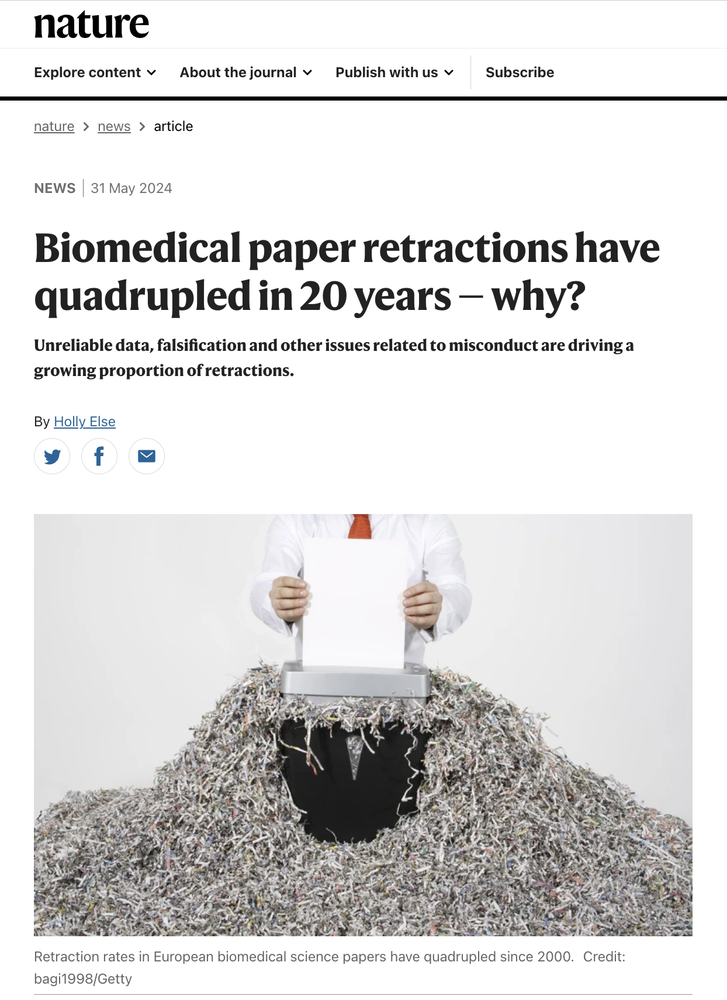 nature
Explore content About the journal Publish with us Subscribe
nature > news > article
NEWS | 31 May 2024
Biomedical paper retractions have
quadrupled in 20 years — why?
Unreliable data, falsification and other issues related to misconduct are driving a
growing proportion of retractions.
By Holly Else
Retraction rates in European biomedical science papers have quadrupled since 2000. Credit:
bagi1998/Getty